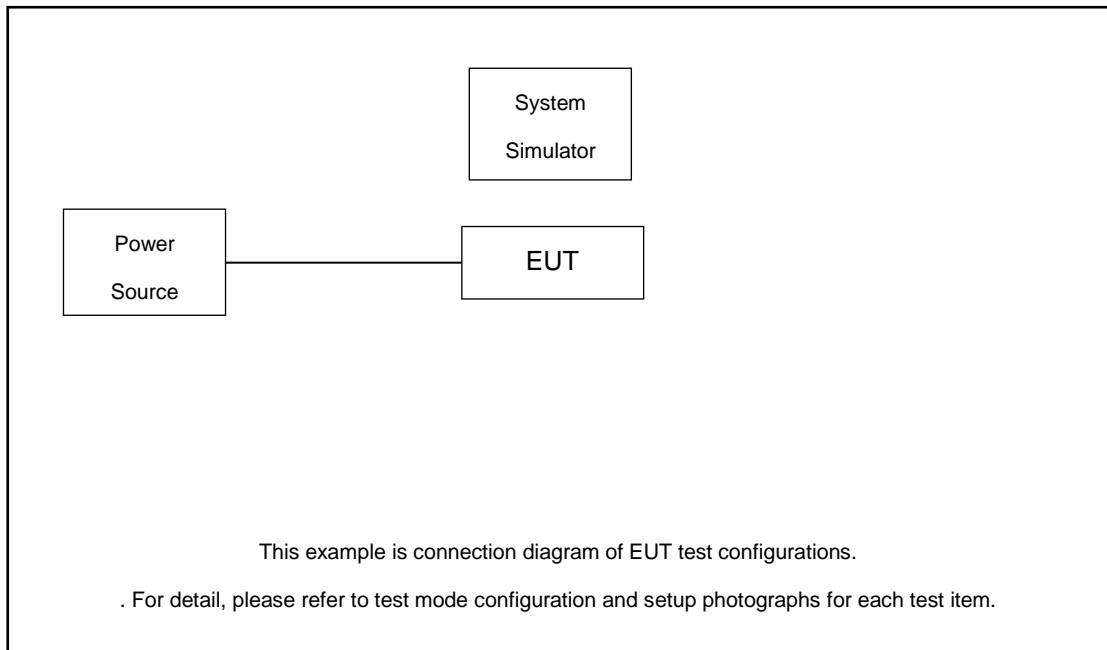 System
Simulator
Power
Source
EUT
This example is connection diagram of EUT test configurations.
. For detail, please refer to test mode configuration and setup photographs for each test item.